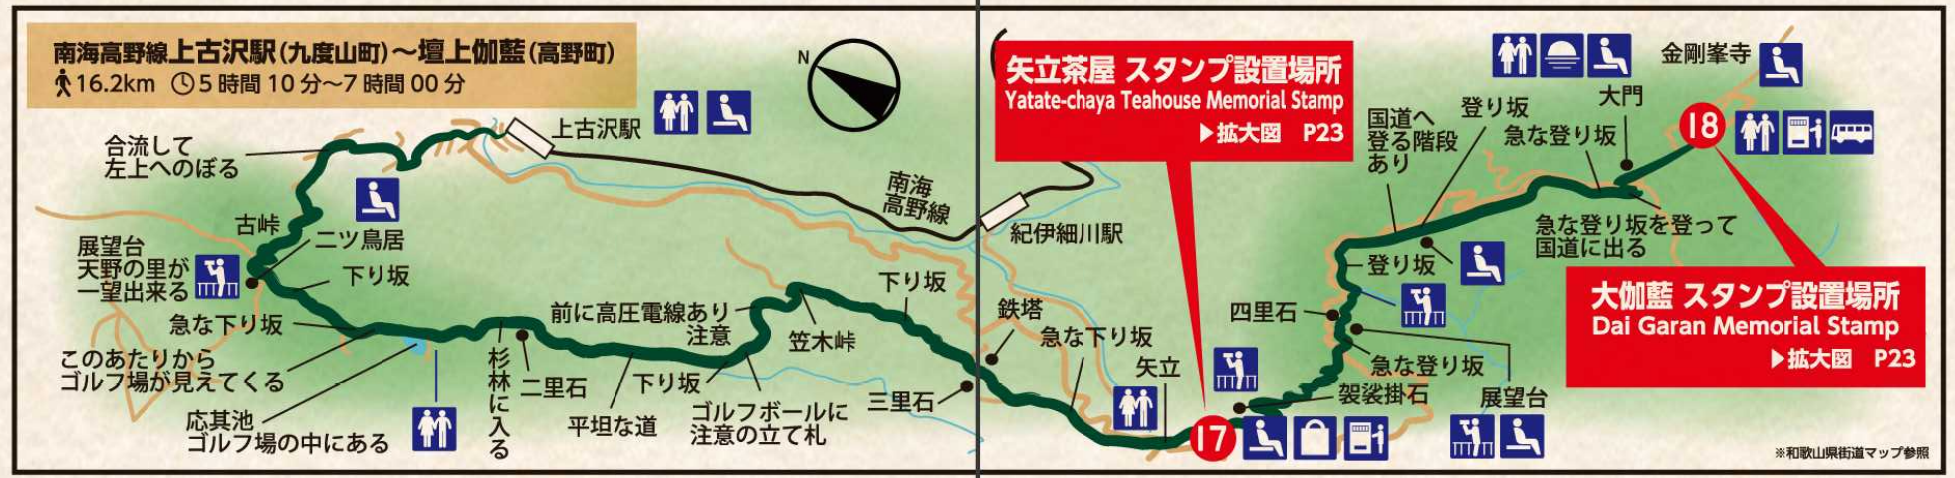 南海高野線上古沢駅(九度山町)～壇上伽藍(高野町)
16.2km 5時間10分～7時間00分
N
上古沢駅
合流して
左上へのぼる
古峠
二ツ鳥居
展望台
天野の里が
一望出来る
下り坂
急な下り坂
このあたりから
ゴルフ場が見えてくる
応其池
ゴルフ場の中にある
杉林に入る
二里石
平坦な道
下り坂
前に高圧電線あり
注意
笠木峠
ゴルフボールに
注意の立て札
下り坂
三里石
南海
高野線
紀伊細川駅
鉄塔
急な下り坂
矢立
矢立茶屋 スタンプ設置場所
Yatate-chaya Teahouse Memorial Stamp
▶拡大図 P23
17
袈裟掛石
展望台
急な登り坂
四里石
登り坂
国道へ
登る階段
あり
登り坂
急な登り坂
大門
急な登り坂を登って
国道に出る
金剛峯寺
18
大伽藍 スタンプ設置場所
Dai Garan Memorial Stamp
▶拡大図 P23
※和歌山県街道マップ参照